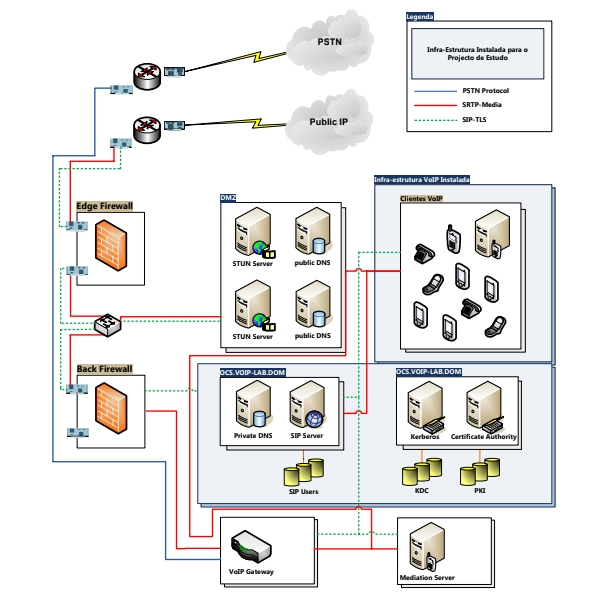 PSTN
Public IP
Legenda
Infra-Estrutura Instalada para o
Projecto de Estudo
PSTN Protocol
SRTP-Media
SIP-TLS
Edge Firewall
DMZ
STUN Server
public DNS
STUN Server
public DNS
Infra-estrutura VoIP Instalada
Clientes VoIP
Back Firewall
OCS.VOIP-LAB.DOM
Private DNS
SIP Server
SIP Users
OCS.VOIP-LAB.DOM
Kerberos
Certificate Authority
KDC
PKI
VoIP Gateway
Mediation Server